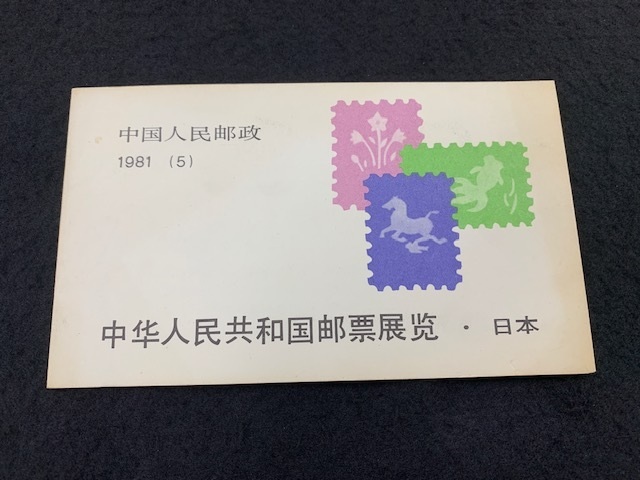 中国人民邮政
1981 (5)
中华人民共和国邮票展览 · 日本